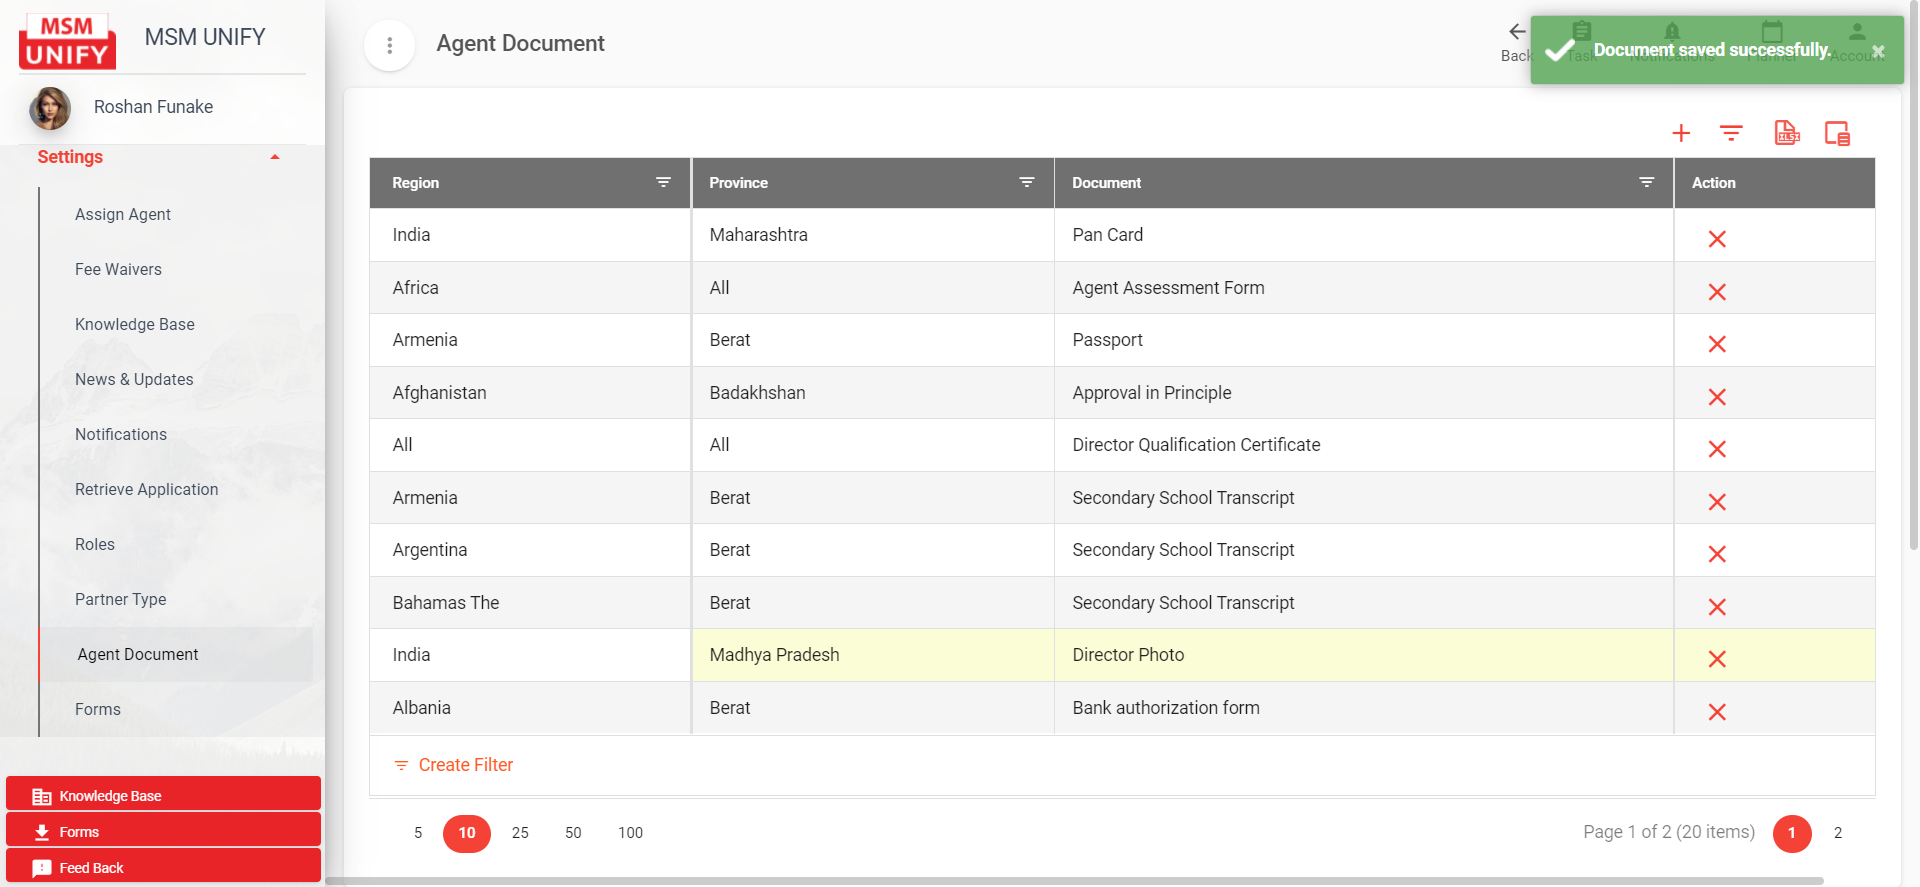 MSM
UNIFY
MSM UNIFY
Roshan Funake
Settings
Assign Agent
Fee Waivers
Knowledge Base
News & Updates
Notifications
Retrieve Application
Roles
Partner Type
Agent Document
Forms
Knowledge Base
Forms
Feed Back
Agent Document
Back
Task
Notifications
Planner
Account
Document saved successfully.
XLSX
Region Province Document Action
India Maharashtra Pan Card
Africa All Agent Assessment Form
Armenia Berat Passport
Afghanistan Badakhshan Approval in Principle
All All Director Qualification Certificate
Armenia Berat Secondary School Transcript
Argentina Berat Secondary School Transcript
Bahamas The Berat Secondary School Transcript
India Madhya Pradesh Director Photo
Albania Berat Bank authorization form
Create Filter
5 10 25 50 100
Page 1 of 2 (20 items) 1 2